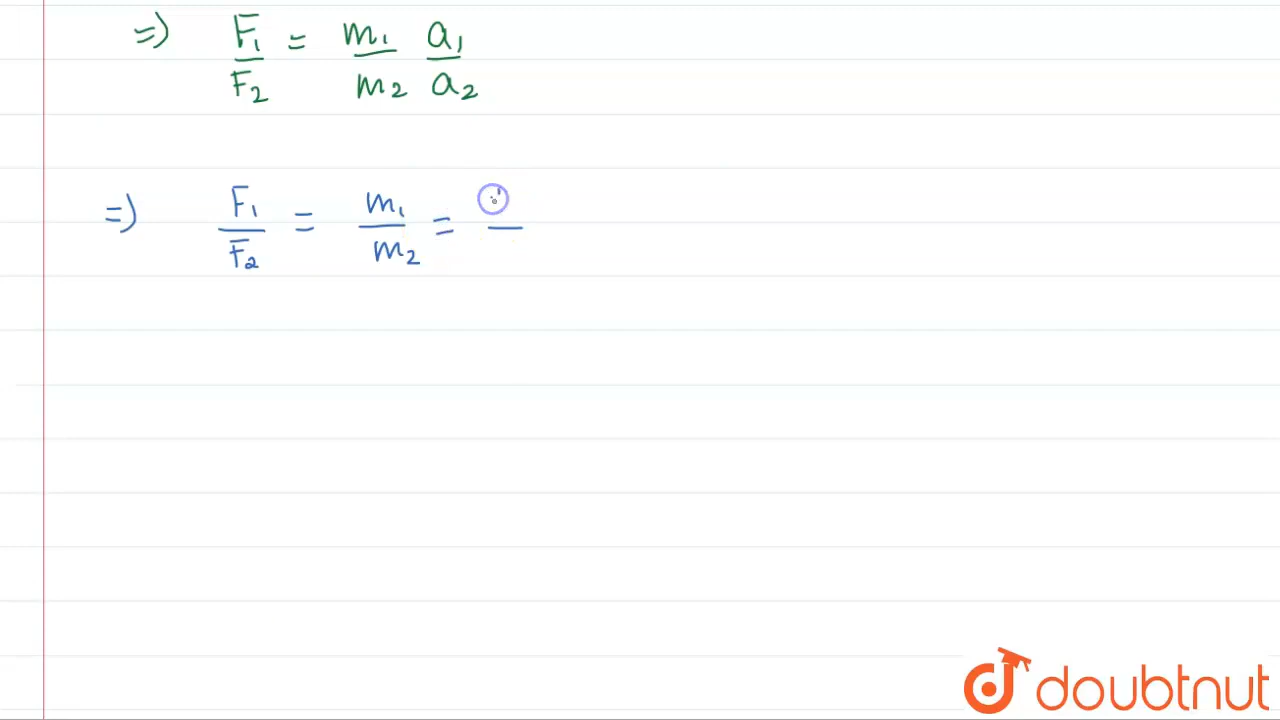 => F1/F2 = m1/m2 a1/a2
=> F1/F2 = m1/m2 =
doubtnut